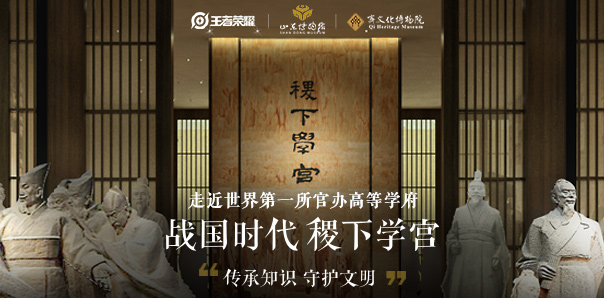 王者荣耀
山东博物馆
SHAN DONG MUSEUM
齐文化博物院
Qi Heritage Museum
稷下學宮
走近世界第一所官办高等学府
战国时代 稷下学宫
“传承知识 守护文明”